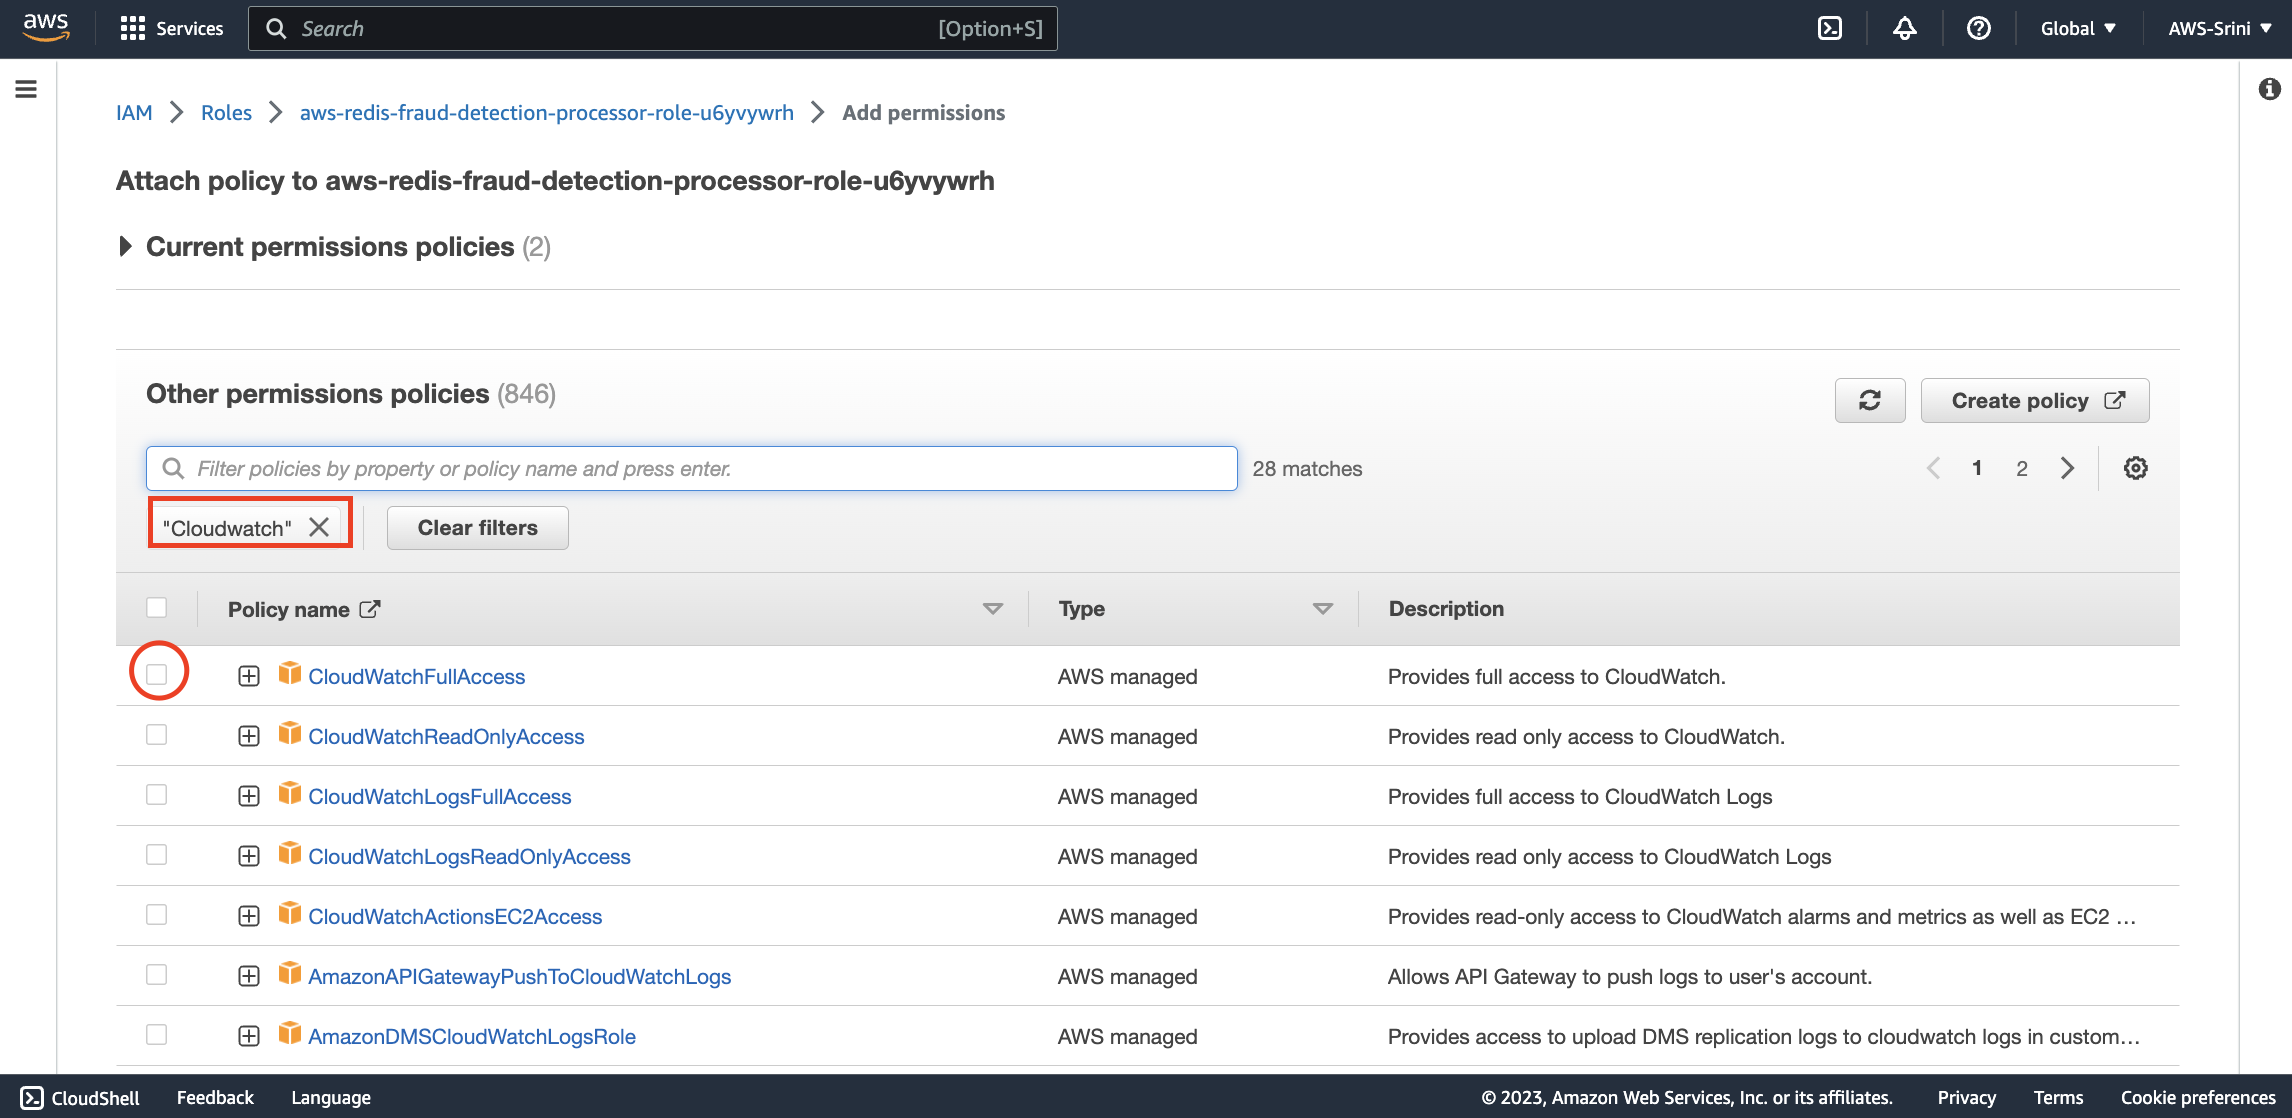 aws Services Search [Option+S] Global AWS-Srini
IAM Roles aws-redis-fraud-detection-processor-role-u6yvywrh Add permissions
Attach policy to aws-redis-fraud-detection-processor-role-u6yvywrh
Current permissions policies (2)
Other permissions policies (846)
Create policy
Filter policies by property or policy name and press enter. 28 matches 1 2
"Cloudwatch" Clear filters
Policy name Type Description
CloudWatchFullAccess AWS managed Provides full access to CloudWatch.
CloudWatchReadOnlyAccess AWS managed Provides read only access to CloudWatch.
CloudWatchLogsFullAccess AWS managed Provides full access to CloudWatch Logs
CloudWatchLogsReadOnlyAccess AWS managed Provides read only access to CloudWatch Logs
CloudWatchActionsEC2Access AWS managed Provides read-only access to CloudWatch alarms and metrics as well as EC2 ...
AmazonAPIGatewayPushToCloudWatchLogs AWS managed Allows API Gateway to push logs to user's account.
AmazonDMSCloudWatchLogsRole AWS managed Provides access to upload DMS replication logs to cloudwatch logs in custom...
CloudShell Feedback Language © 2023, Amazon Web Services, Inc. or its affiliates. Privacy Terms Cookie preferences